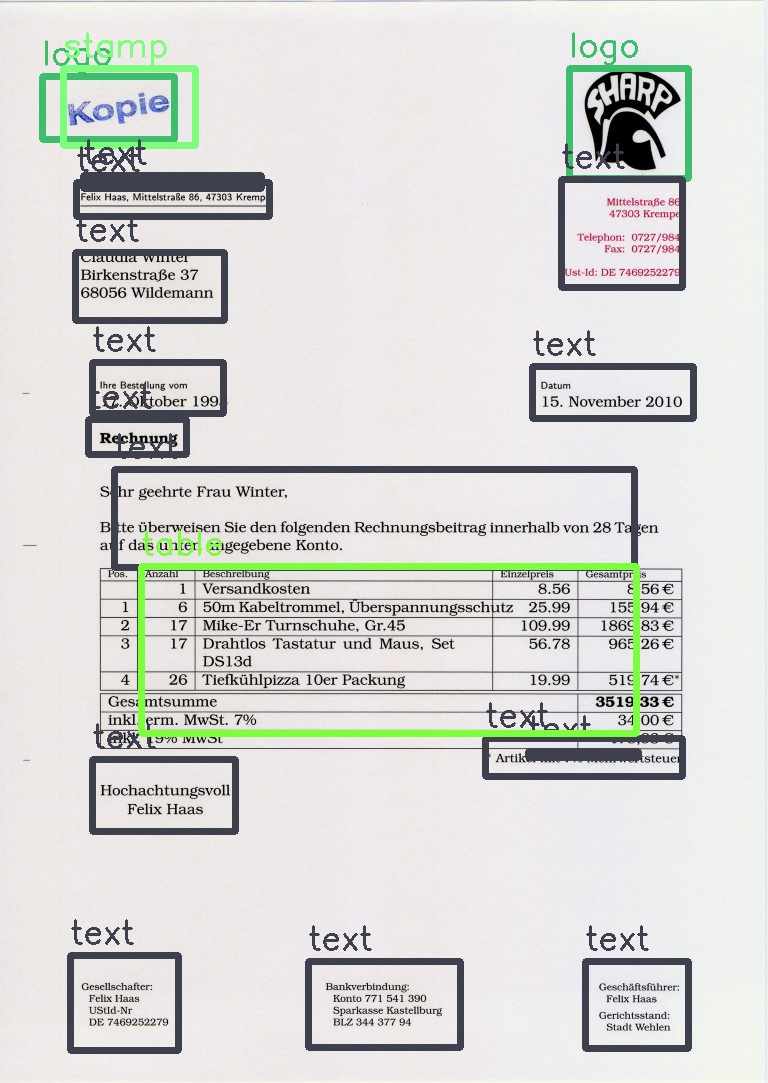 logo
stamp
logo
Kopie
SHARP
text
text
text
Felix Haas, Mittelstraße 86, 47303 Krempe
Mittelstraße 86
47303 Krempe
Telephon: 0727/984
Fax: 0727/984
Ust-Id: DE 7469252279
text
Claudia Winter
Birkenstraße 37
68056 Wildemann
text
text
Ihre Bestellung vom
Oktober 199
Datum
15. November 2010
text
Rechnung
text
Sehr geehrte Frau Winter,
Bitte überweisen Sie den folgenden Rechnungsbeitrag innerhalb von 28 Tagen
auf das unten angegebene Konto.
table
Pos. Anzahl Beschreibung Einzelpreis Gesamtpreis
1 Versandkosten 8.56 8.56 €
1 6 50m Kabeltrommel, Überspannungsschutz 25.99 155.94 €
2 17 Mike-Er Turnschuhe, Gr.45 109.99 1869.83 €
3 17 Drahtlos Tastatur und Maus, Set 56.78 965.26 €
DS13d
4 26 Tiefkühlpizza 10er Packung 19.99 519.74 €*
Gesamtsumme 3519.33 €
inkl. erm. MwSt. 7% 34.00 €
inkl. 19% MwSt
text
text
* Artikel mit 7% Mehrwertsteuer
text
Hochachtungsvoll
Felix Haas
text
Gesellschafter:
Felix Haas
UStId-Nr
DE 7469252279
text
Bankverbindung:
Konto 771 541 390
Sparkasse Kastellburg
BLZ 344 377 94
text
Geschäftsführer:
Felix Haas
Gerichtsstand:
Stadt Wehlen